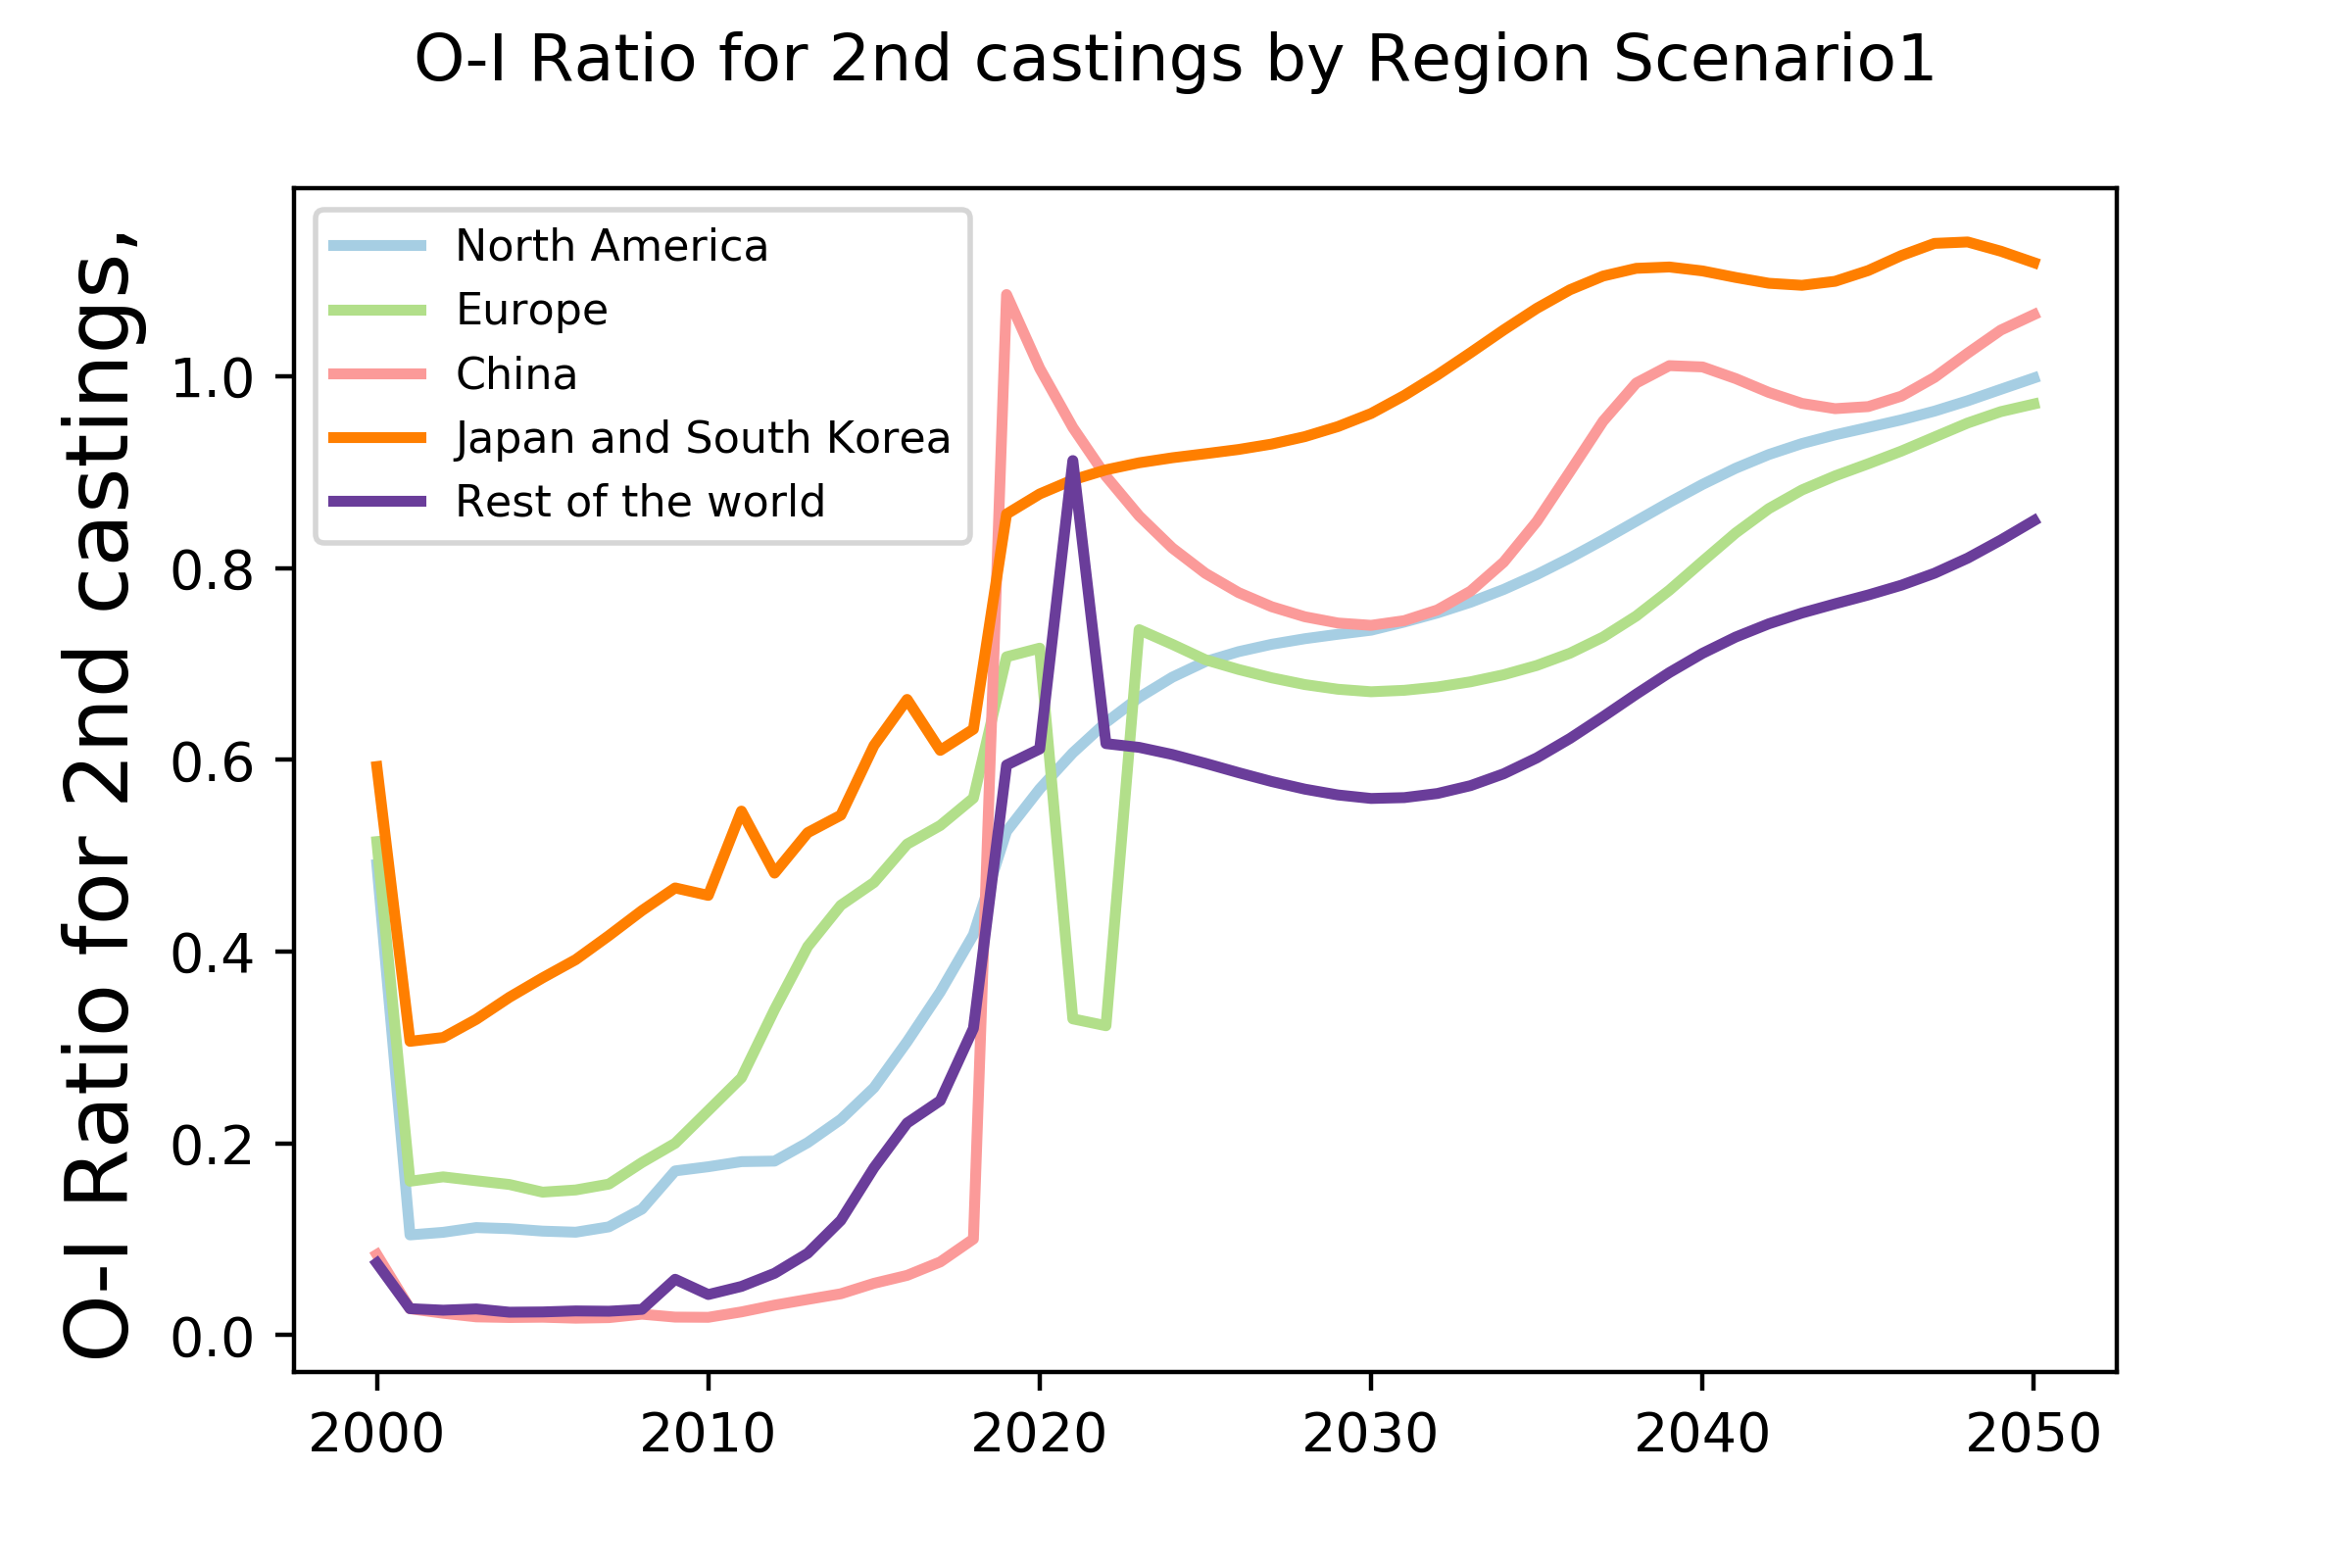 O-I Ratio for 2nd castings by Region Scenario1
O-I Ratio for 2nd castings,
North America
Europe
China
Japan and South Korea
Rest of the world
1.0
0.8
0.6
0.4
0.2
0.0
2000 2010 2020 2030 2040 2050